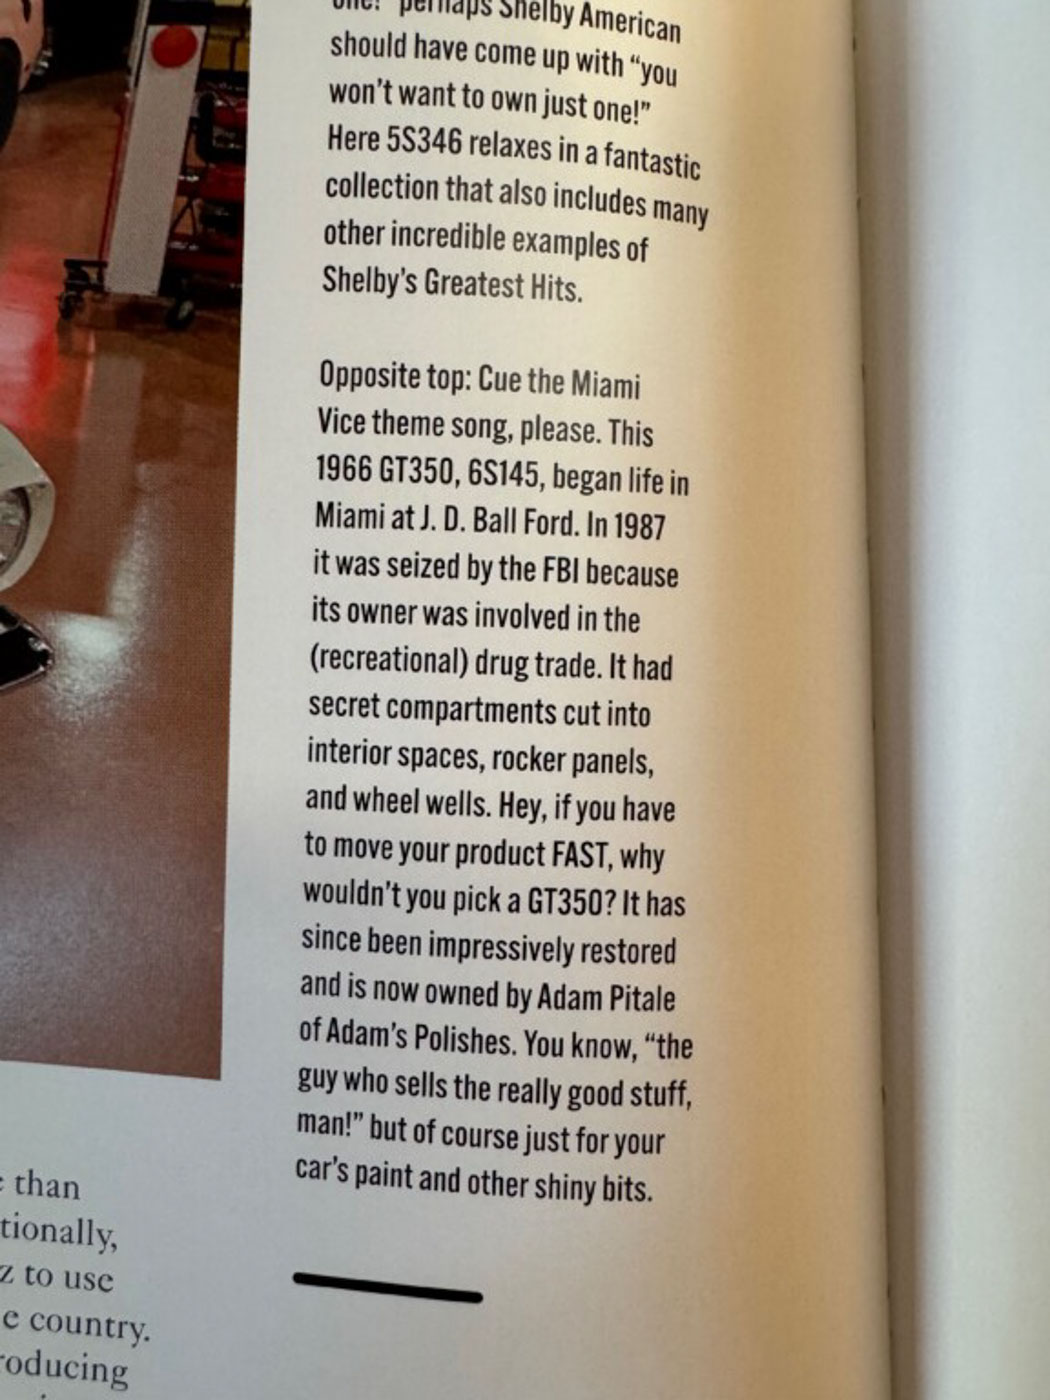 one!" perhaps Shelby American
should have come up with “you
won’t want to own just one!”
Here 5S346 relaxes in a fantastic
collection that also includes many
other incredible examples of
Shelby’s Greatest Hits.
Opposite top: Cue the Miami
Vice theme song, please. This
1966 GT350, 6S145, began life in
Miami at J. D. Ball Ford. In 1987
it was seized by the FBI because
its owner was involved in the
(recreational) drug trade. It had
secret compartments cut into
interior spaces, rocker panels,
and wheel wells. Hey, if you have
to move your product FAST, why
wouldn’t you pick a GT350? It has
since been impressively restored
and is now owned by Adam Pitale
of Adam’s Polishes. You know, “the
guy who sells the really good stuff,
man!” but of course just for your
car’s paint and other shiny bits.
than
tionally,
z to use
e country.
roducing